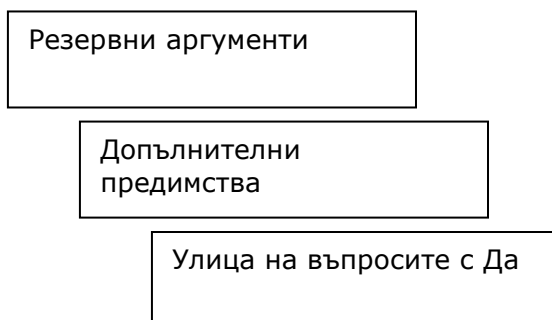 Резервни аргументи
Допълнителни
предимства
Улица на въпросите с Да